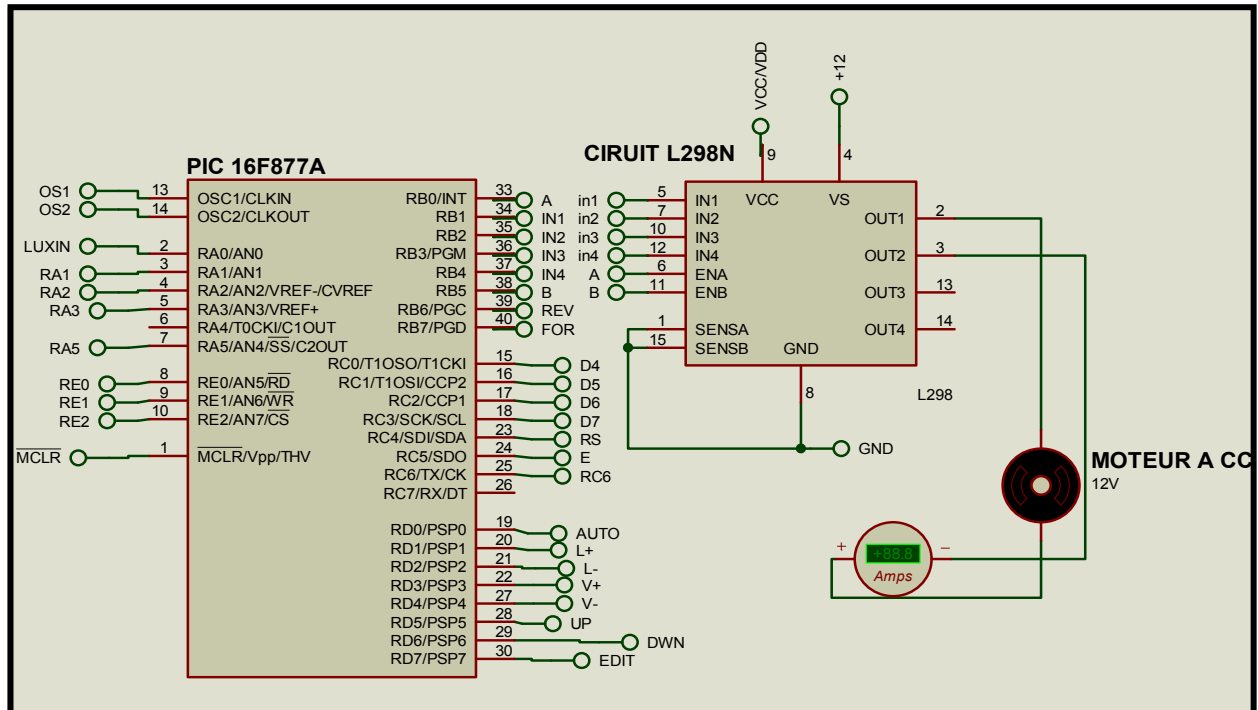 PIC 16F877A
OS1
OS2
LUXIN
RA1
RA2
RA3
RA5
RE0
RE1
RE2
MCLR
13
14
2
3
4
5
6
7
8
9
10
1
OSC1/CLKIN
OSC2/CLKOUT
RA0/AN0
RA1/AN1
RA2/AN2/VREF-/CVREF
RA3/AN3/VREF+
RA4/T0CKI/C1OUT
RA5/AN4/SS/C2OUT
RE0/AN5/RD
RE1/AN6/WR
RE2/AN7/CS
MCLR/Vpp/THV
RB0/INT
RB1
RB2
RB3/PGM
RB4
RB5
RB6/PGC
RB7/PGD
RC0/T1OSO/T1CKI
RC1/T1OSI/CCP2
RC2/CCP1
RC3/SCK/SCL
RC4/SDI/SDA
RC5/SDO
RC6/TX/CK
RC7/RX/DT
RD0/PSP0
RD1/PSP1
RD2/PSP2
RD3/PSP3
RD4/PSP4
RD5/PSP5
RD6/PSP6
RD7/PSP7
33
34
35
36
37
38
39
40
15
16
17
18
23
24
25
26
19
20
21
22
27
28
29
30
A
IN1
IN2
IN3
IN4
B
REV
FOR
D4
D5
D6
D7
RS
E
RC6
AUTO
L+
L-
V+
V-
UP
DWN
EDIT
CIRUIT L298N
VCC/VDD
+12
9
4
in1
in2
in3
in4
A
B
5
7
10
12
6
11
1
15
IN1
IN2
IN3
IN4
ENA
ENB
SENSA
SENSB
VCC
VS
GND
OUT1
OUT2
OUT3
OUT4
2
3
13
14
8
L298
GND
MOTEUR A CC
12V
+
+88.8
−
Amps